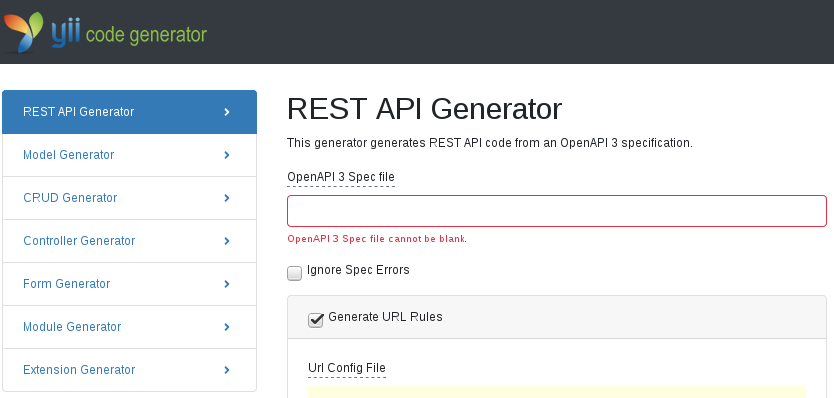 yii code generator
REST API Generator
Model Generator
CRUD Generator
Controller Generator
Form Generator
Module Generator
Extension Generator
REST API Generator
This generator generates REST API code from an OpenAPI 3 specification.
OpenAPI 3 Spec file
OpenAPI 3 Spec file cannot be blank.
Ignore Spec Errors
Generate URL Rules
Url Config File